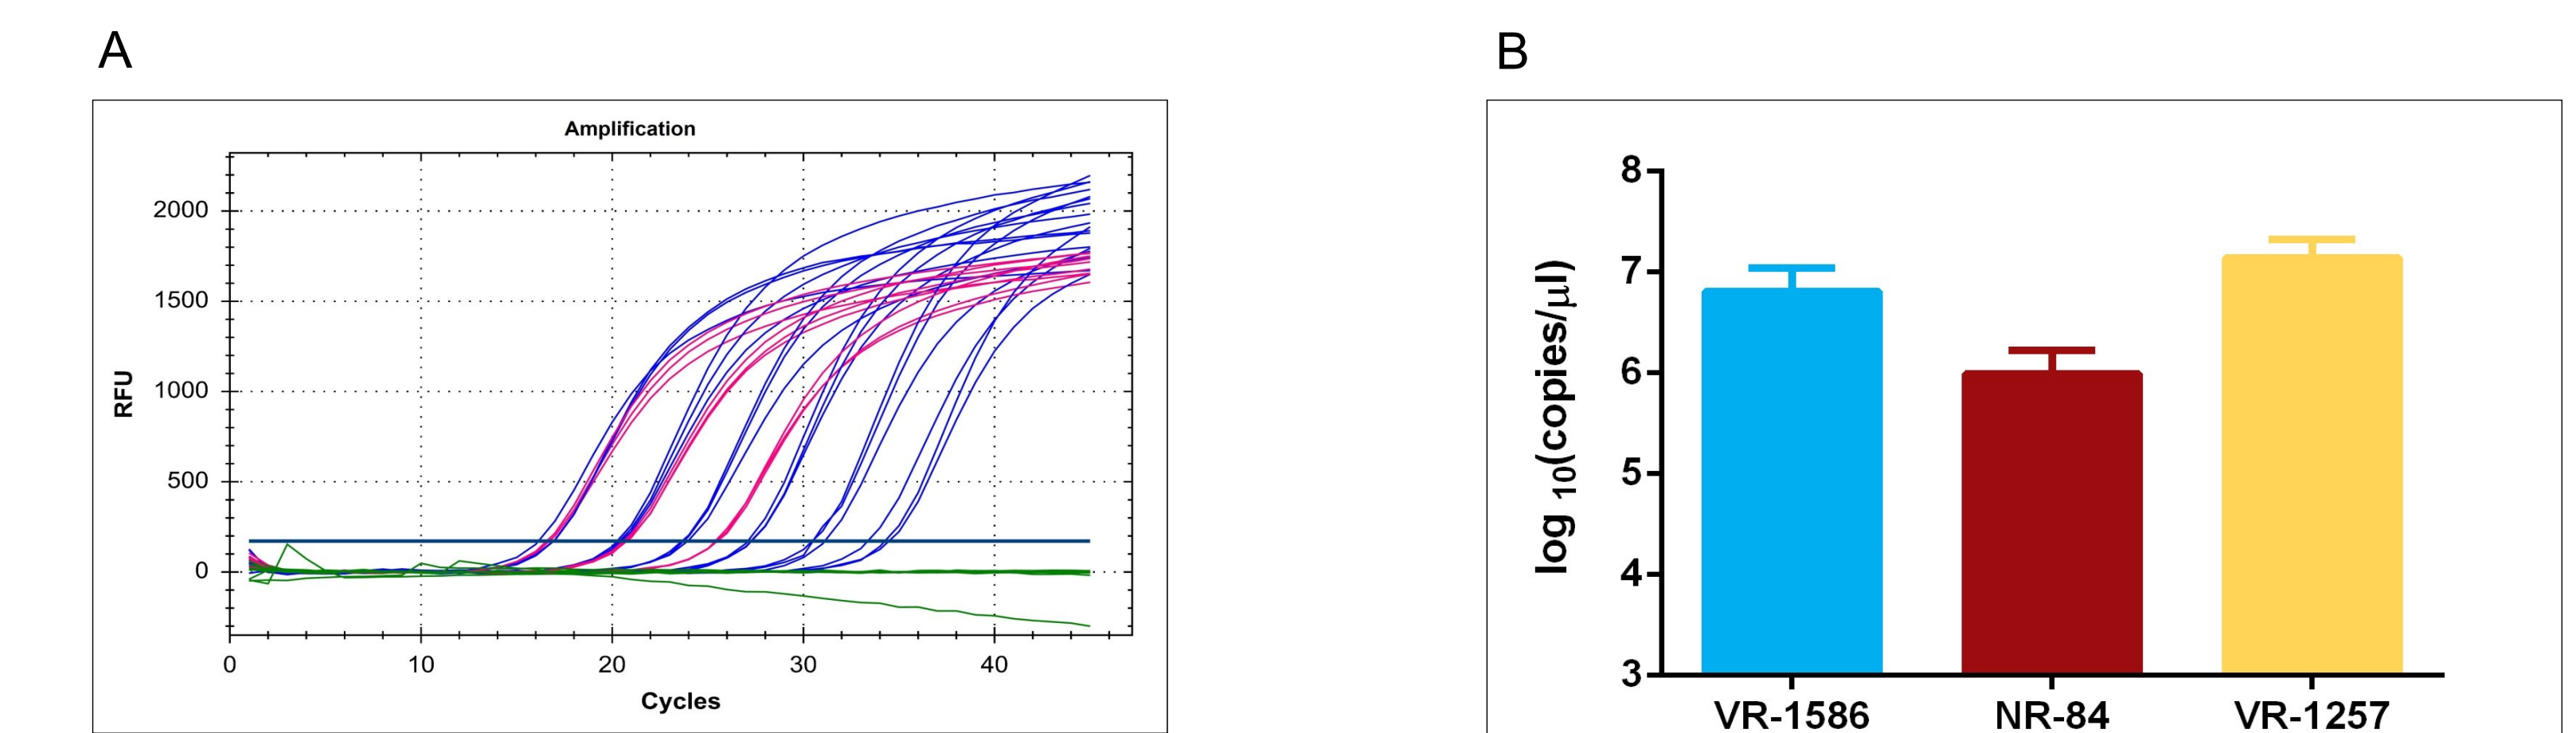 A
Amplification
2000
1500
1000
500
0
RFU
0 10 20 30 40
Cycles
B
8
7
6
5
4
3
log 10(copies/µl)
VR-1586 NR-84 VR-1257